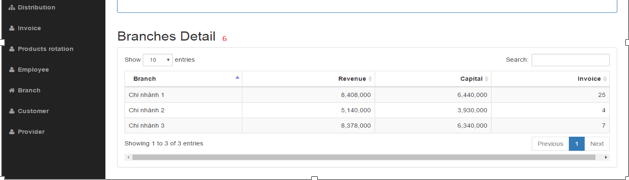 Distribution
Invoice
Products rotation
Employee
Branch
Customer
Provider
Branches Detail 6
Show 10 entries
Search:
Branch Revenue Capital Invoice
Chi nhánh 1 8,408,000 6,440,000 25
Chi nhánh 2 5,140,000 3,930,000 4
Chi nhánh 3 8,378,000 6,340,000 7
Showing 1 to 3 of 3 entries
Previous 1 Next